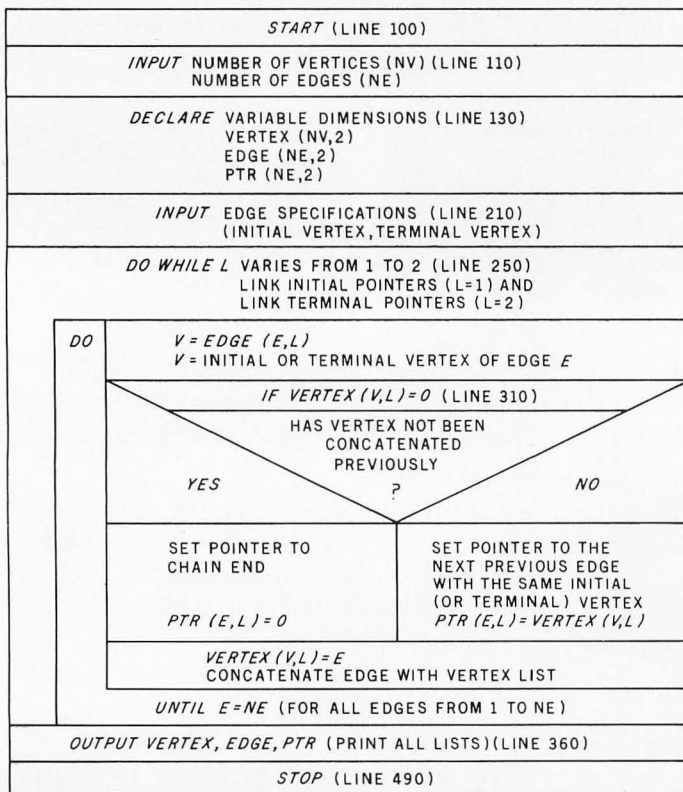 START (LINE 100)
INPUT NUMBER OF VERTICES (NV) (LINE 110)
NUMBER OF EDGES (NE)
DECLARE VARIABLE DIMENSIONS (LINE 130)
VERTEX (NV,2)
EDGE (NE,2)
PTR (NE,2)
INPUT EDGE SPECIFICATIONS (LINE 210)
(INITIAL VERTEX,TERMINAL VERTEX)
DO WHILE L VARIES FROM 1 TO 2 (LINE 250)
LINK INITIAL POINTERS (L=1) AND
LINK TERMINAL POINTERS (L=2)
DO
V = EDGE (E,L)
V = INITIAL OR TERMINAL VERTEX OF EDGE E
IF VERTEX (V,L)=0 (LINE 310)
HAS VERTEX NOT BEEN
CONCATENATED
PREVIOUSLY
YES ? NO
SET POINTER TO
CHAIN END
PTR (E,L)=0
SET POINTER TO THE
NEXT PREVIOUS EDGE
WITH THE SAME INITIAL
(OR TERMINAL) VERTEX
PTR (E,L)=VERTEX (V,L)
VERTEX (V,L)=E
CONCATENATE EDGE WITH VERTEX LIST
UNTIL E=NE (FOR ALL EDGES FROM 1 TO NE)
OUTPUT VERTEX, EDGE, PTR (PRINT ALL LISTS)(LINE 360)
STOP (LINE 490)